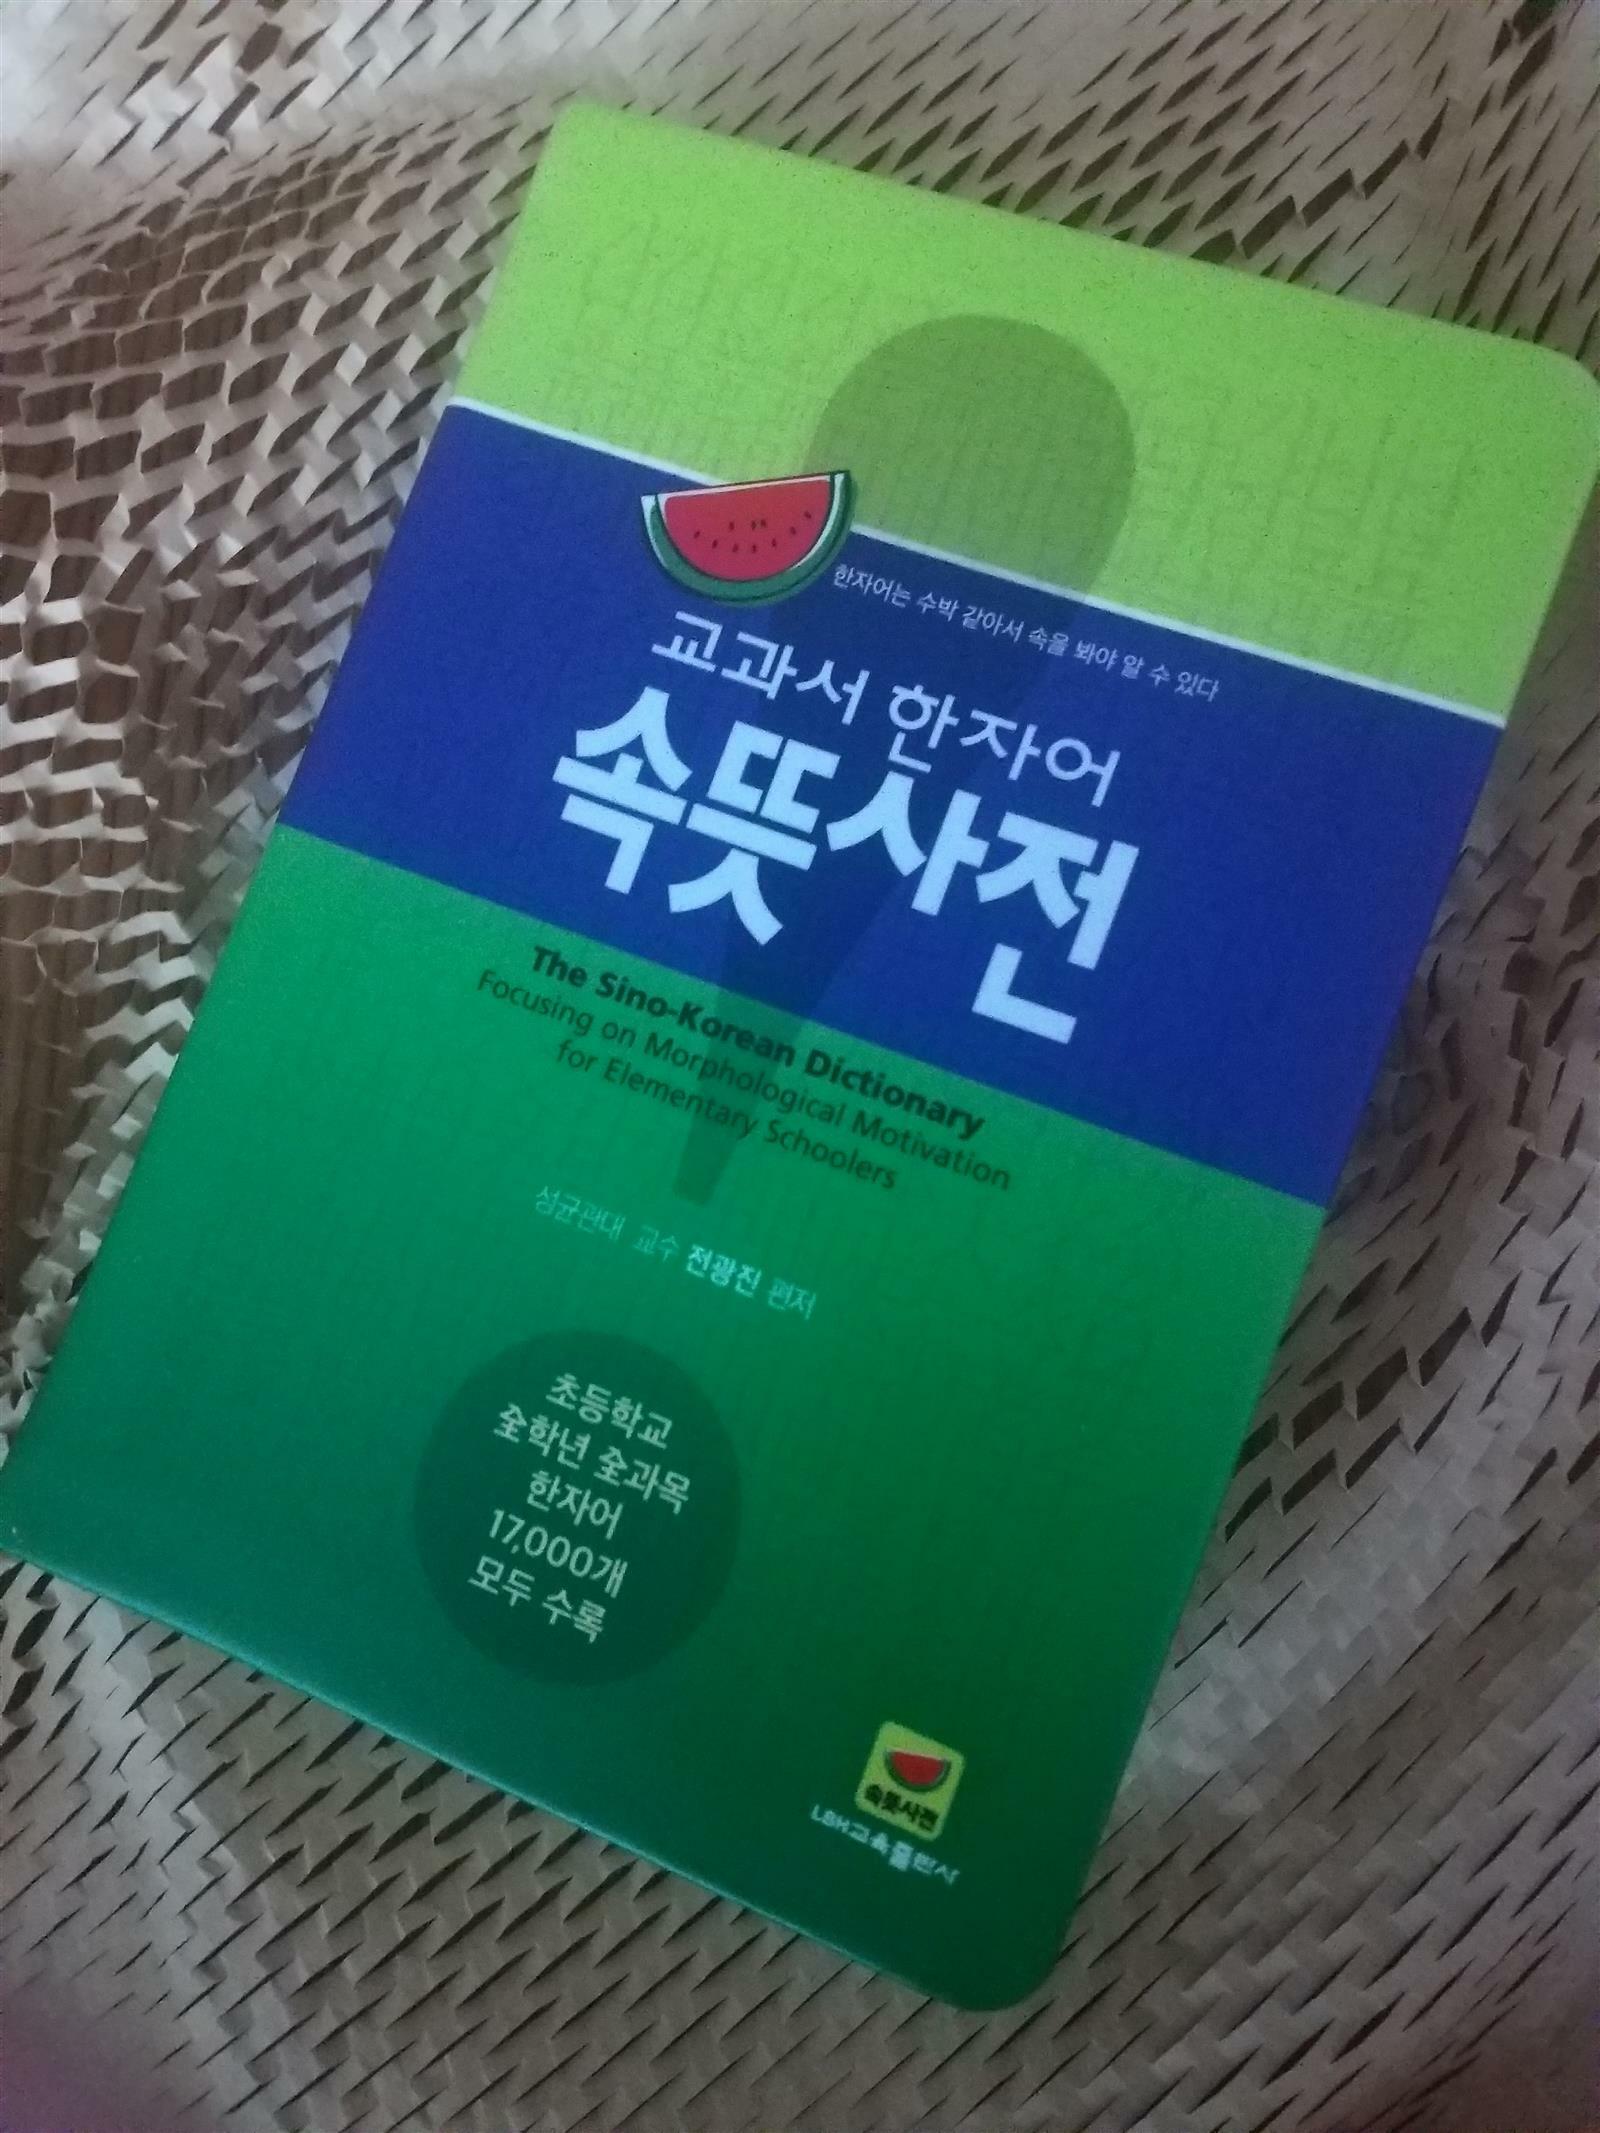 한자어는 수박 같아서 속을 봐야 알 수 있다
교과서 한자어
속뜻사전
The Sino-Korean Dictionary
Focusing on Morphological Motivation
for Elementary Schoolers
성균관대 교수 전광진 편저
초등학교
全학년 全과목
한자어
17,000개
모두 수록
속뜻사전
LBH교육출판사